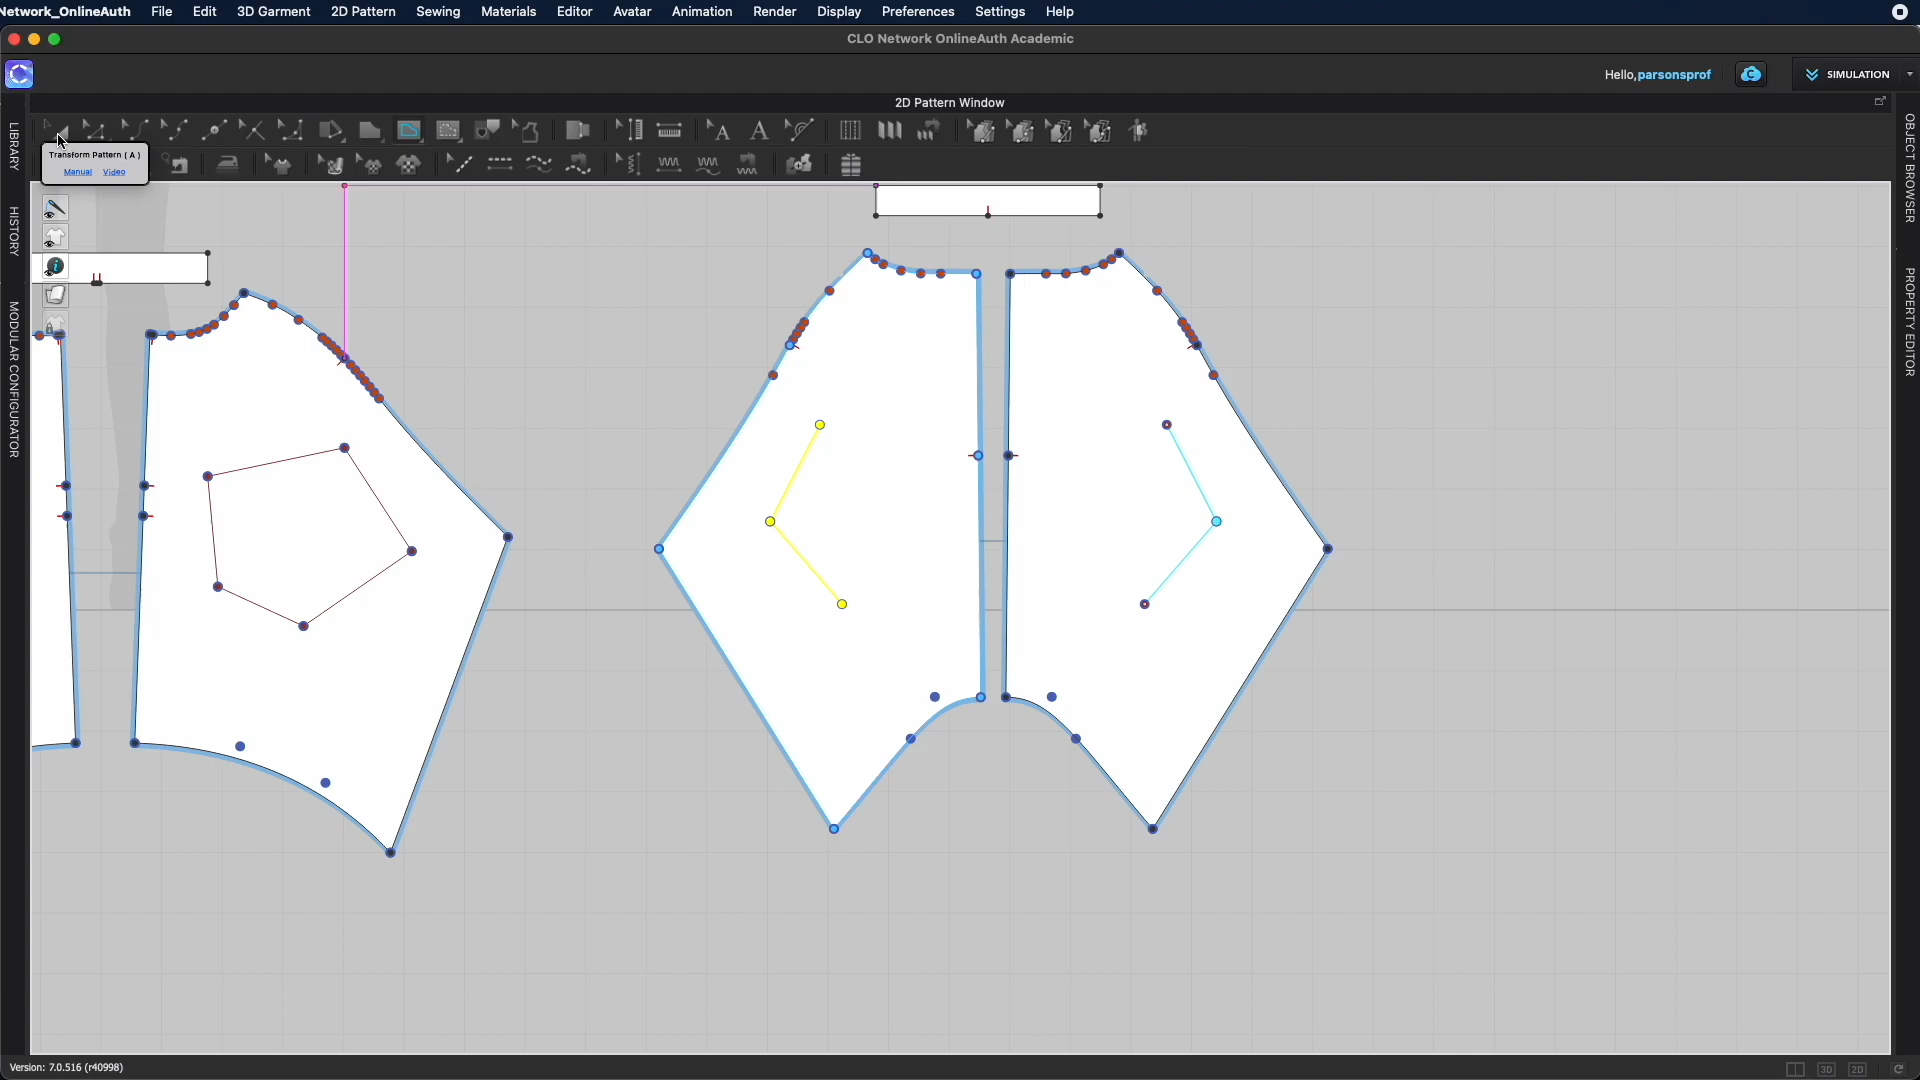 Network_OnlineAuth File Edit 3D Garment 2D Pattern Sewing Materials Editor Avatar Animation Render Display Preferences Settings Help
CLO Network OnlineAuth Academic
Hello, parsonsprof
SIMULATION
2D Pattern Window
LIBRARY
HISTORY
MODULAR CONFIGURATOR
Transform Pattern ( A )
Manual Video
OBJECT BROWSER
PROPERTY EDITOR
Version: 7.0.516 (r40998)
3D 2D